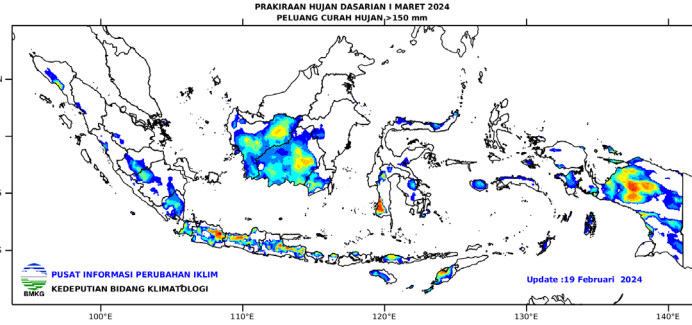 PRAKIRAAN HUJAN DASARIAN I MARET 2024
PELUANG CURAH HUJAN >150 mm
PUSAT INFORMASI PERUBAHAN IKLIM
KEDEPUTIAN BIDANG KLIMATOLOGI
BMKG
Update :19 Februari 2024
100°E 110°E 120°E 130°E 140°E